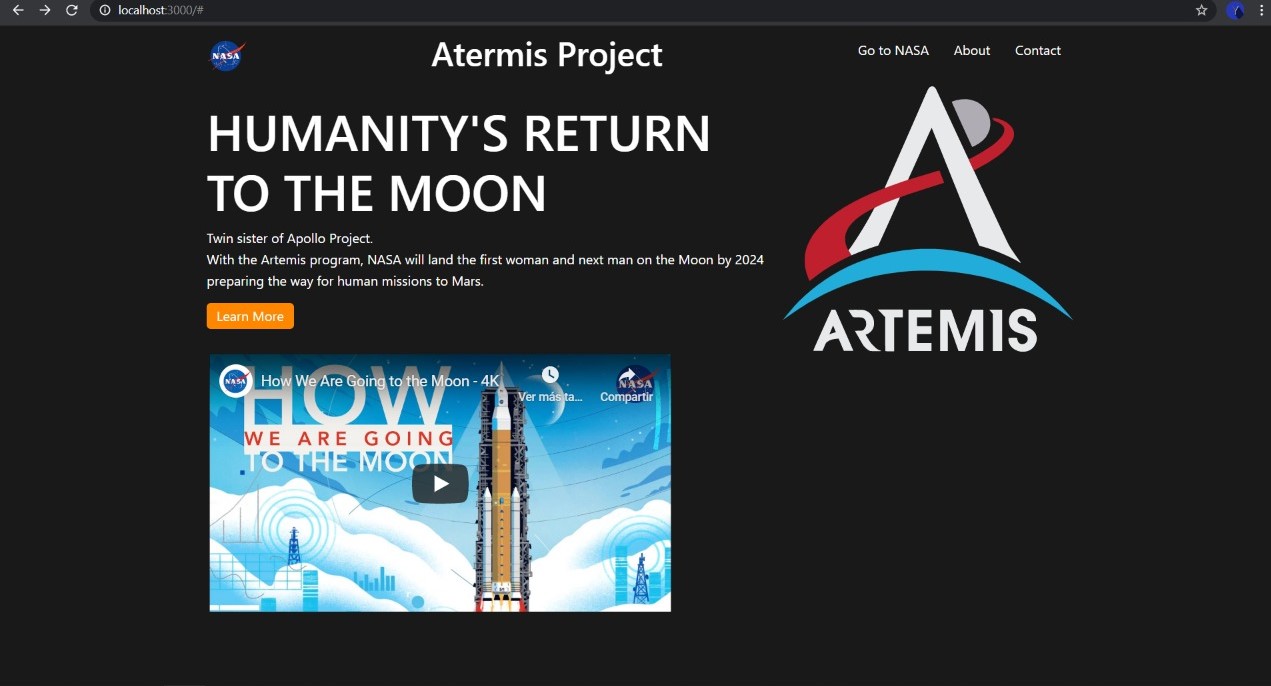 localhost:3000/#
NASA
Atermis Project
Go to NASA
About
Contact
HUMANITY'S RETURN
TO THE MOON
Twin sister of Apollo Project.
With the Artemis program, NASA will land the first woman and next man on the Moon by 2024
preparing the way for human missions to Mars.
Learn More
ARTEMIS
NASA
How We Are Going to the Moon - 4K
Ver más ta...
Compartir
NASA
HOW
WE ARE GOING
TO THE MOON